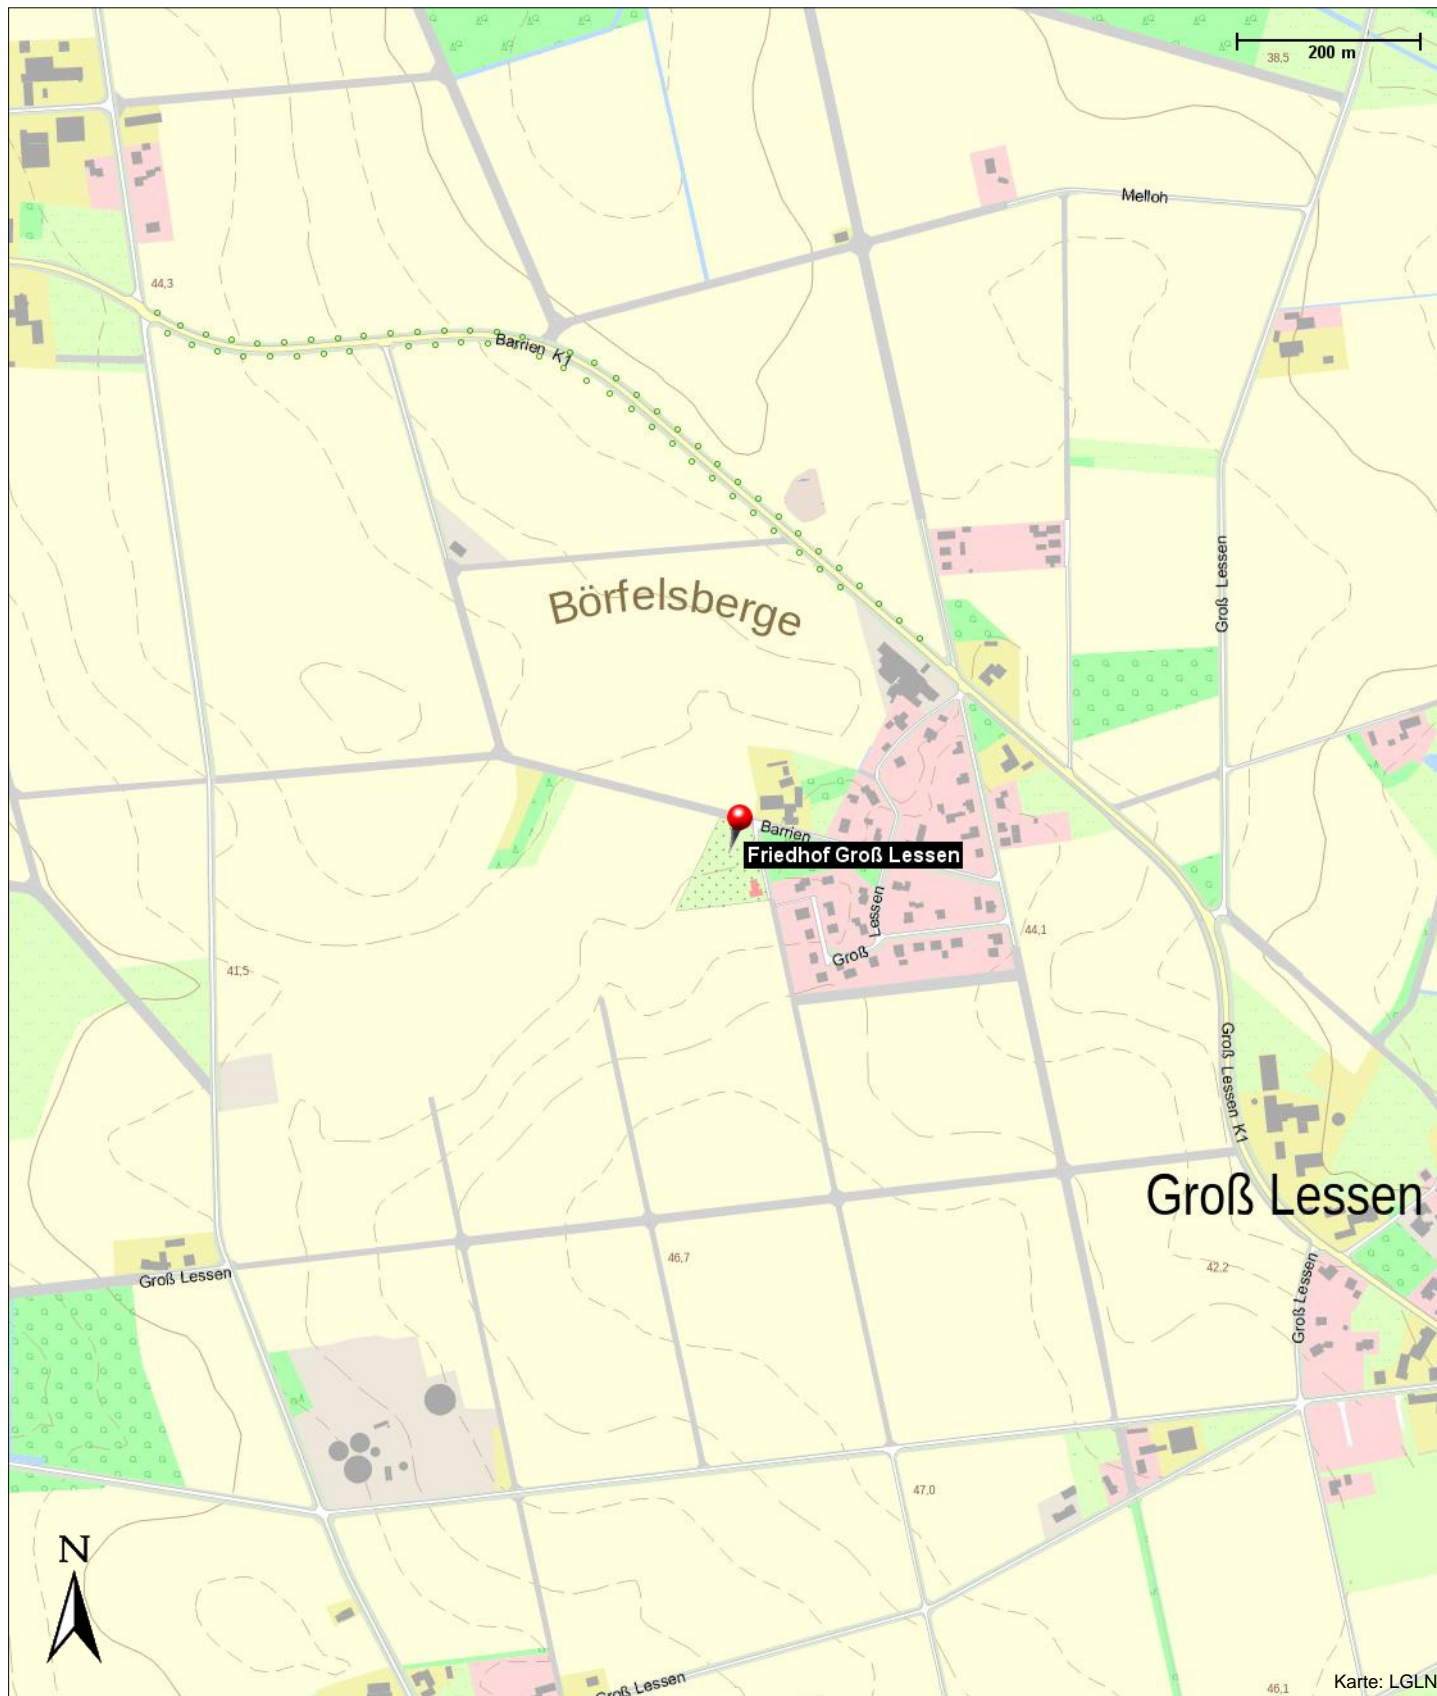 200 m
38,5
Melloh
44,3
Barrien K1
Groß Lessen
Börfelsberge
Barrien
Friedhof Groß Lessen
Groß Lessen
44,1
41,5
Groß Lessen K1
Groß Lessen
46,7
42,2
Groß Lessen
Groß Lessen
47,0
N
Groß Lessen
46,1
Karte: LGLN